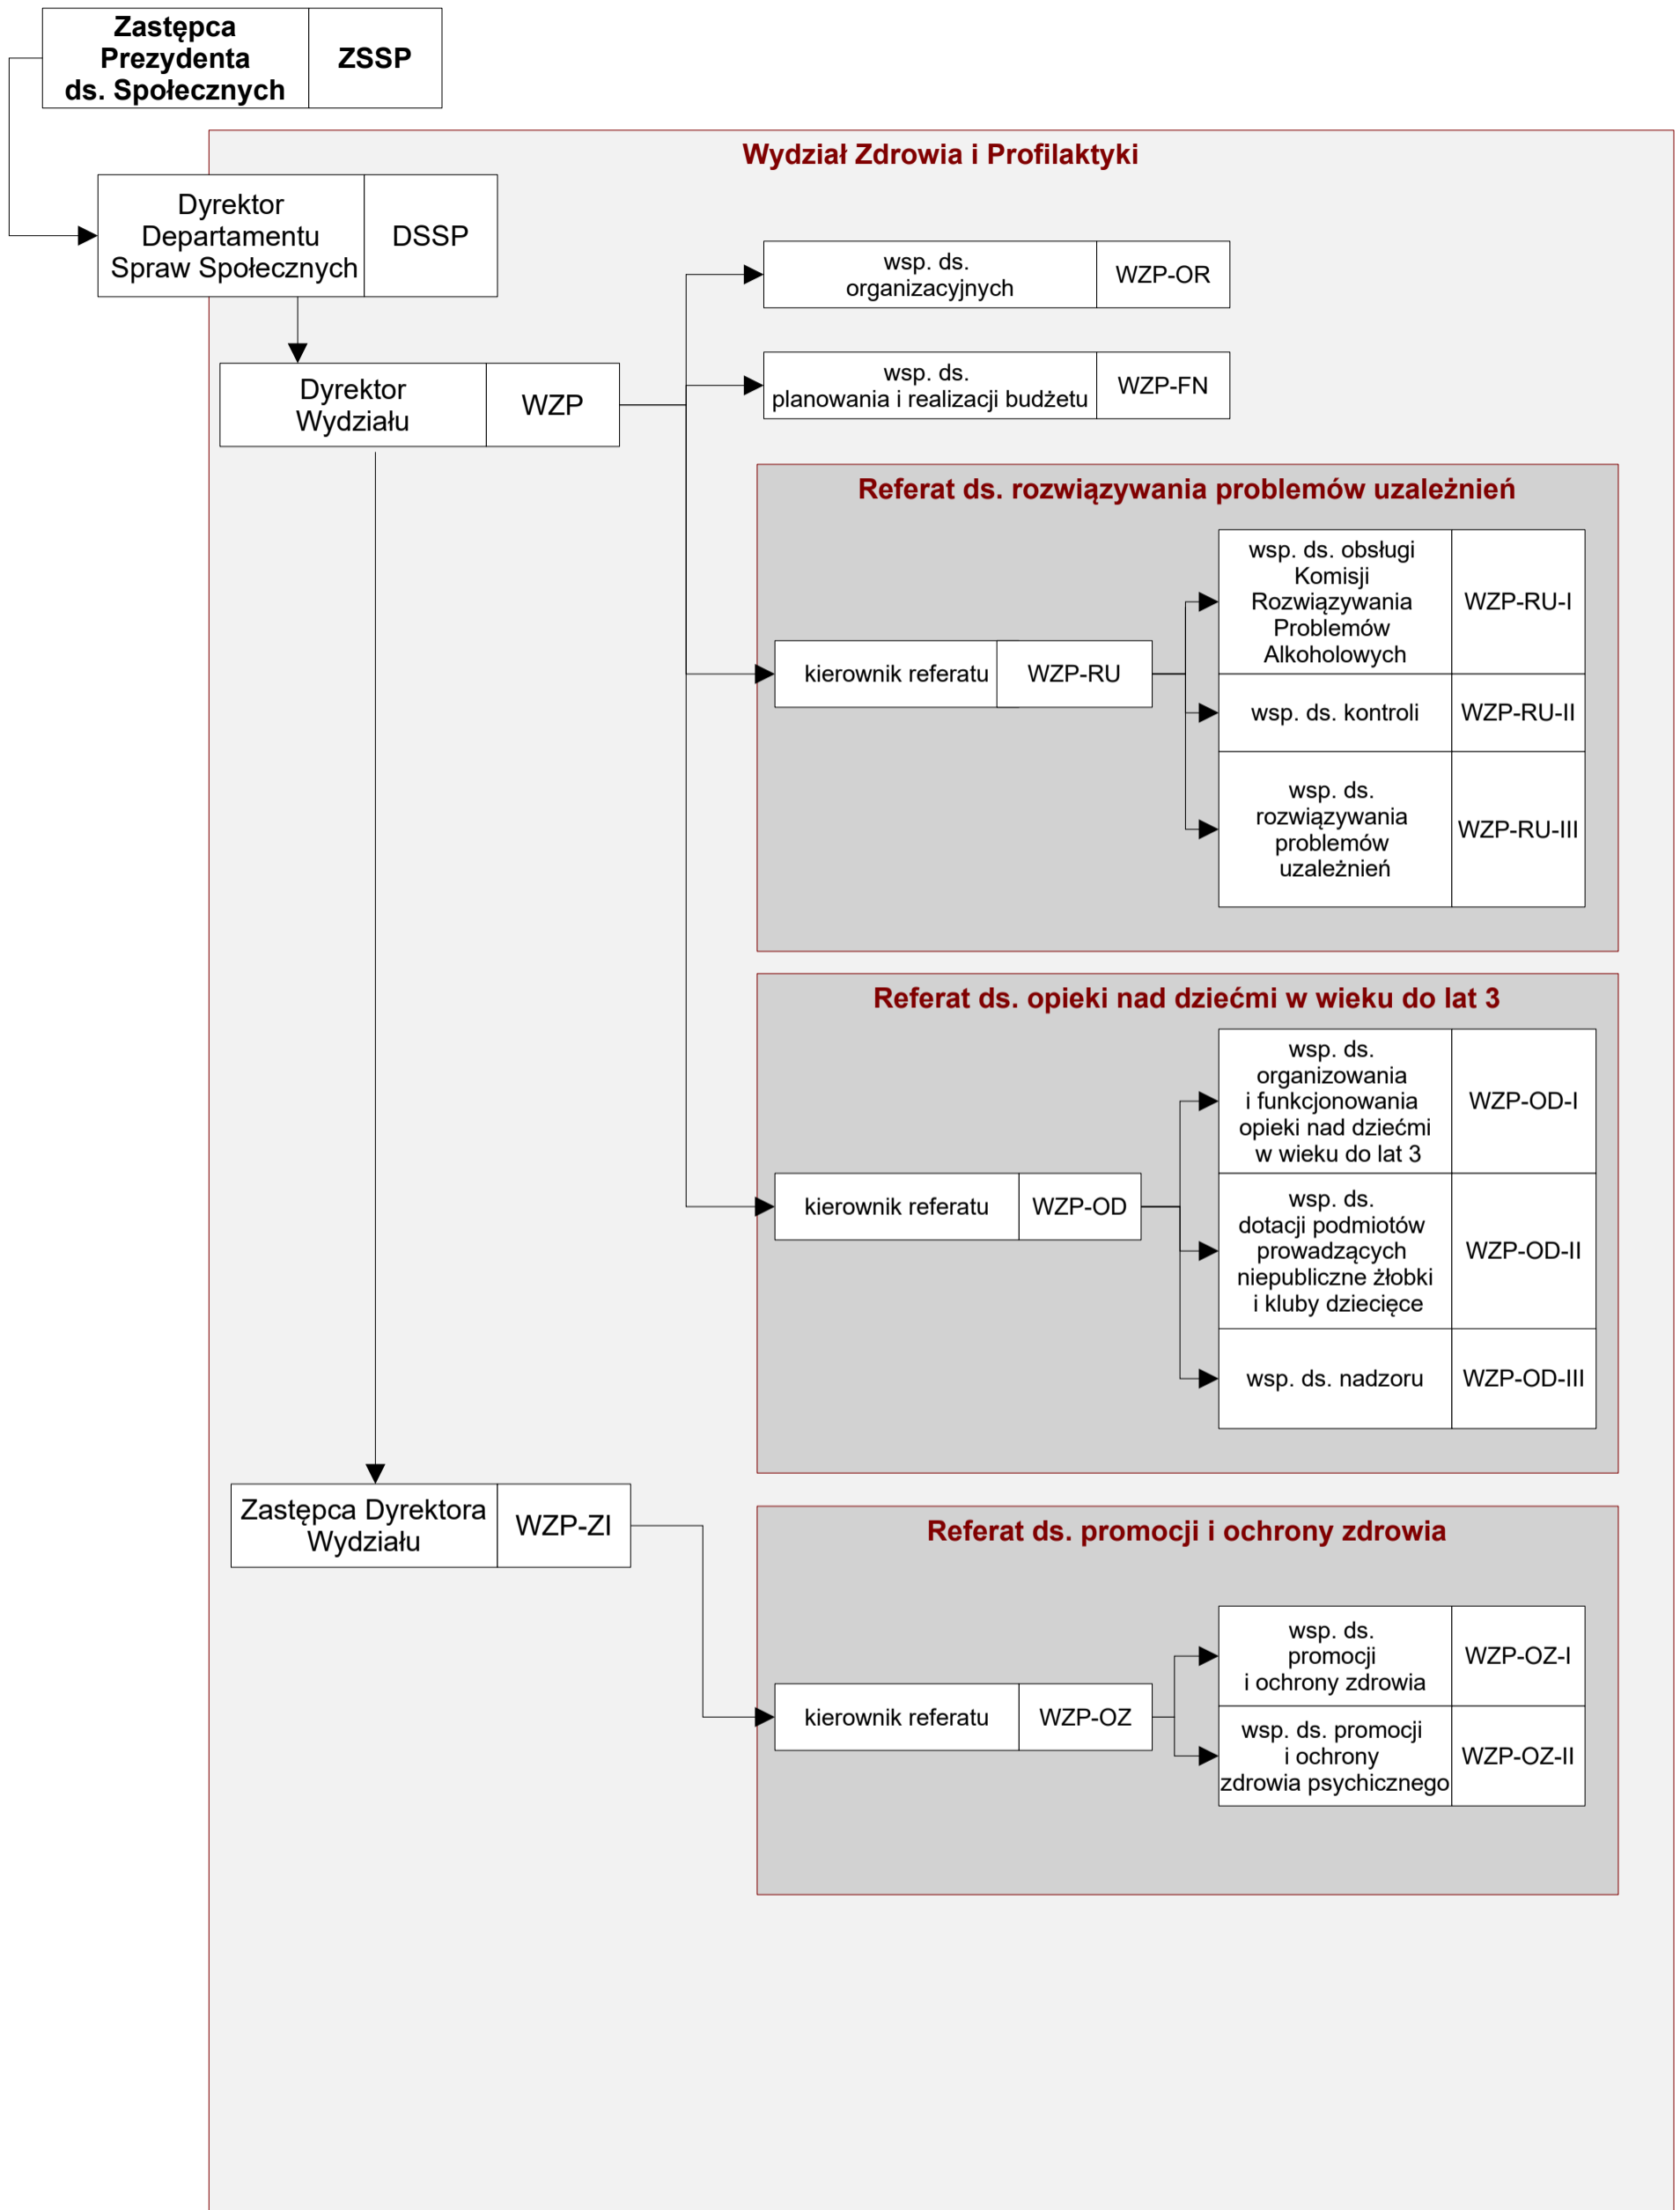 Zastępca
Prezydenta
ds. Społecznych
ZSSP
Wydział Zdrowia i Profilaktyki
Dyrektor
Departamentu
Spraw Społecznych
DSSP
wsp. ds.
organizacyjnych
WZP-OR
Dyrektor
Wydziału
WZP
wsp. ds.
planowania i realizacji budżetu
WZP-FN
Referat ds. rozwiązywania problemów uzależnień
kierownik referatu
WZP-RU
wsp. ds. obsługi
Komisji
Rozwiązywania
Problemów
Alkoholowych
WZP-RU-I
wsp. ds. kontroli
WZP-RU-II
wsp. ds.
rozwiązywania
problemów
uzależnień
WZP-RU-III
Referat ds. opieki nad dziećmi w wieku do lat 3
kierownik referatu
WZP-OD
wsp. ds.
organizowania
i funkcjonowania
opieki nad dziećmi
w wieku do lat 3
WZP-OD-I
wsp. ds.
dotacji podmiotów
prowadzących
niepubliczne żłobki
i kluby dziecięce
WZP-OD-II
wsp. ds. nadzoru
WZP-OD-III
Zastępca Dyrektora
Wydziału
WZP-ZI
Referat ds. promocji i ochrony zdrowia
kierownik referatu
WZP-OZ
wsp. ds.
promocji
i ochrony zdrowia
WZP-OZ-I
wsp. ds. promocji
i ochrony
zdrowia psychicznego
WZP-OZ-II